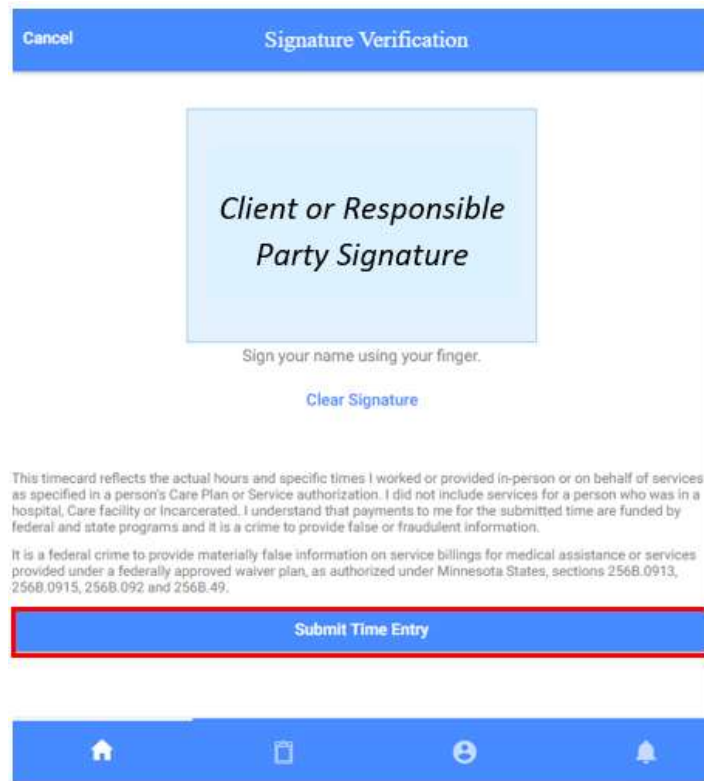 Cancel
Signature Verification
Client or Responsible
Party Signature
Sign your name using your finger.
Clear Signature
This timecard reflects the actual hours and specific times I worked or provided in-person or on behalf of services
as specified in a person's Care Plan or Service authorization. I did not include services for a person who was in a
hospital, Care facility or Incarcerated. I understand that payments to me for the submitted time are funded by
federal and state programs and it is a crime to provide false or fraudulent information.
It is a federal crime to provide materially false information on service billings for medical assistance or services
provided under a federally approved waiver plan, as authorized under Minnesota States, sections 256B.0913,
256B.0915, 256B.092 and 256B.49.
Submit Time Entry